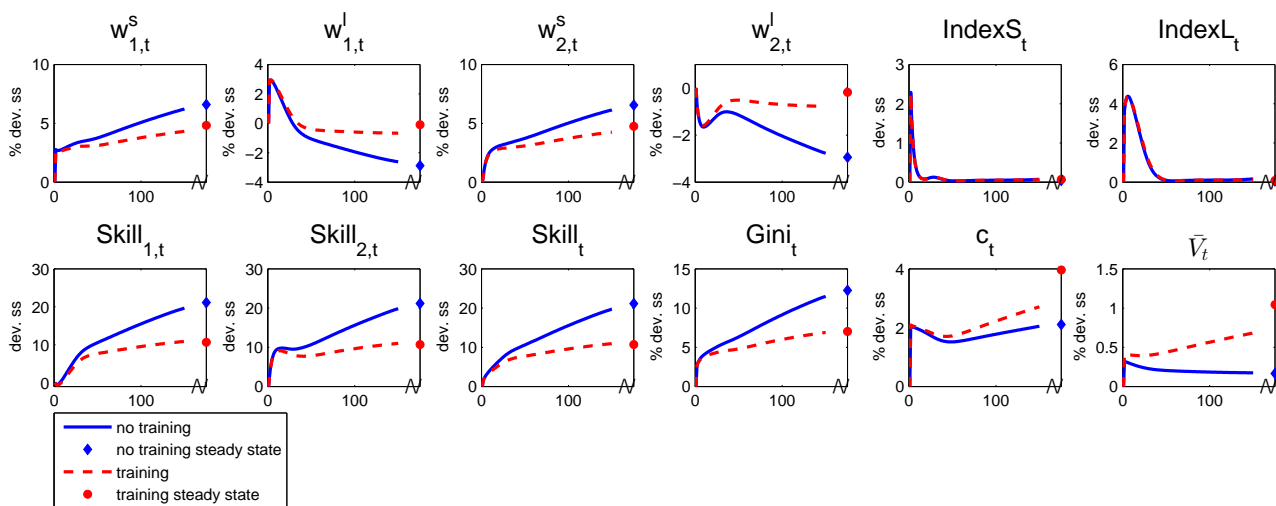 w^s_{1,t}
% dev. ss
10
5
0
0 100
w^l_{1,t}
% dev. ss
4
2
0
−2
−4
0 100
w^s_{2,t}
% dev. ss
10
5
0
0 100
w^l_{2,t}
% dev. ss
0
−2
−4
0 100
IndexS_t
dev. ss
3
2
1
0
0 100
IndexL_t
dev. ss
6
4
2
0
0 100
Skill_{1,t}
dev. ss
30
20
10
0
0 100
Skill_{2,t}
dev. ss
30
20
10
0
0 100
Skill_t
dev. ss
30
20
10
0
0 100
Gini_t
% dev. ss
15
10
5
0
0 100
c_t
% dev. ss
4
2
0
0 100
V̄_t
% dev. ss
1.5
1
0.5
0
0 100
no training
no training steady state
training
training steady state